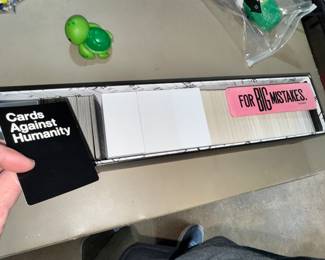 Cards
Against
Humanity
FOR BIG MISTAKES.